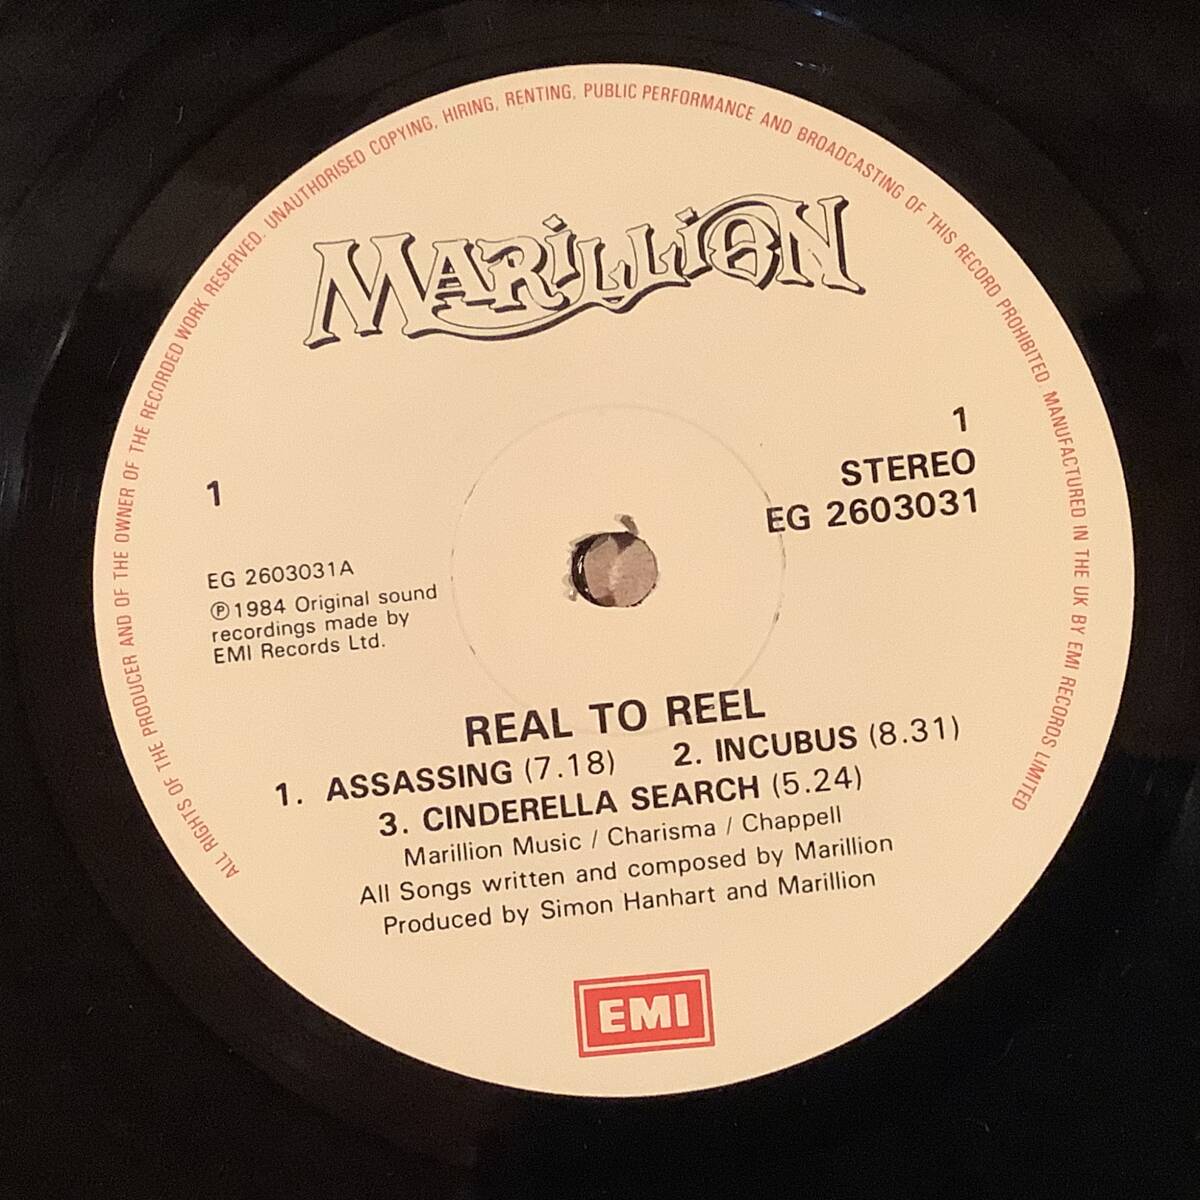 ALL RIGHTS OF THE PRODUCER AND OF THE OWNER OF THE RECORDED WORK RESERVED. UNAUTHORISED COPYING, HIRING, RENTING, PUBLIC PERFORMANCE AND BROADCASTING OF THIS RECORD PROHIBITED. MANUFACTURED IN THE UK BY EMI RECORDS LIMITED
MARiLLiON
1
STEREO
EG 2603031
1
EG 2603031A
Ⓟ1984 Original sound
recordings made by
EMI Records Ltd.
REAL TO REEL
1. ASSASSING (7.18) 2. INCUBUS (8.31)
3. CINDERELLA SEARCH (5.24)
Marillion Music / Charisma / Chappell
All Songs written and composed by Marillion
Produced by Simon Hanhart and Marillion
EMI